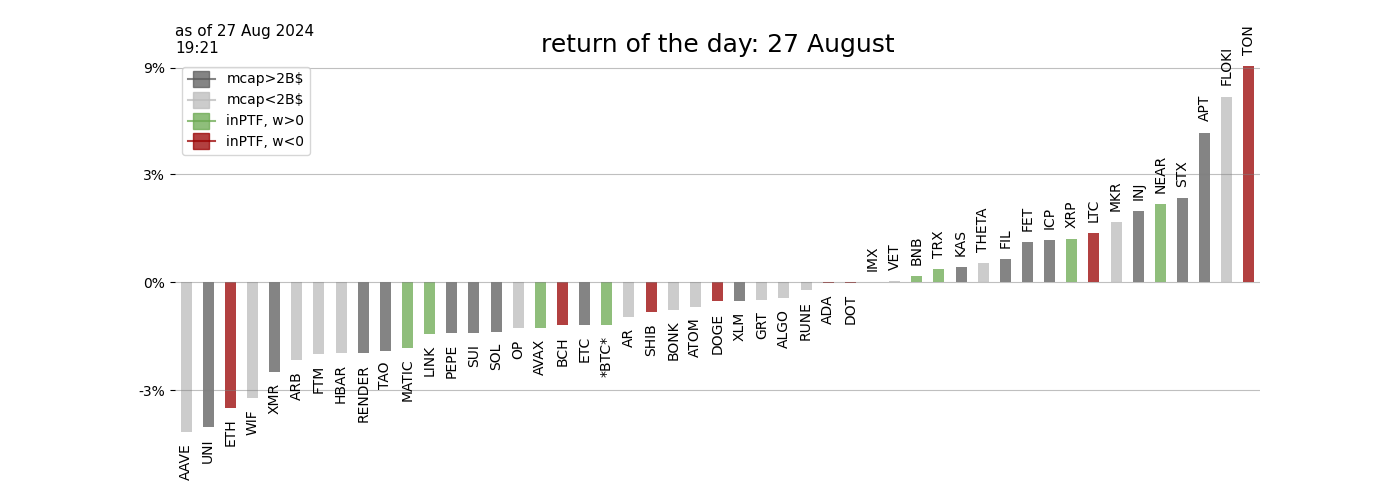 as of 27 Aug 2024
19:21
return of the day: 27 August
9%
3%
0%
-3%
mcap>2B$
mcap<2B$
inPTF, w>0
inPTF, w<0
AAVE
UNI
ETH
WIF
XMR
ARB
FTM
HBAR
RENDER
TAO
MATIC
LINK
PEPE
SUI
SOL
OP
AVAX
BCH
ETC
*BTC*
AR
SHIB
BONK
ATOM
DOGE
XLM
GRT
ALGO
RUNE
ADA
DOT
IMX
VET
BNB
TRX
KAS
THETA
FIL
FET
ICP
XRP
LTC
MKR
INJ
NEAR
STX
APT
FLOKI
TON